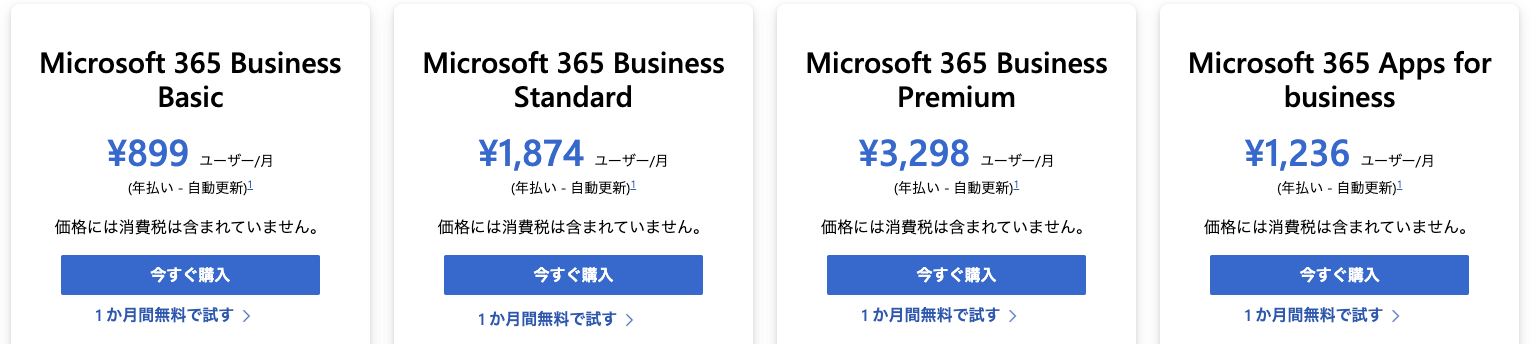 Microsoft 365 Business
Basic
¥899 ユーザー/月
(年払い - 自動更新)1
価格には消費税は含まれていません。
今すぐ購入
1 か月間無料で試す
Microsoft 365 Business
Standard
¥1,874 ユーザー/月
(年払い - 自動更新)1
価格には消費税は含まれていません。
今すぐ購入
1 か月間無料で試す
Microsoft 365 Business
Premium
¥3,298 ユーザー/月
(年払い - 自動更新)1
価格には消費税は含まれていません。
今すぐ購入
1 か月間無料で試す
Microsoft 365 Apps for
business
¥1,236 ユーザー/月
(年払い - 自動更新)1
価格には消費税は含まれていません。
今すぐ購入
1 か月間無料で試す